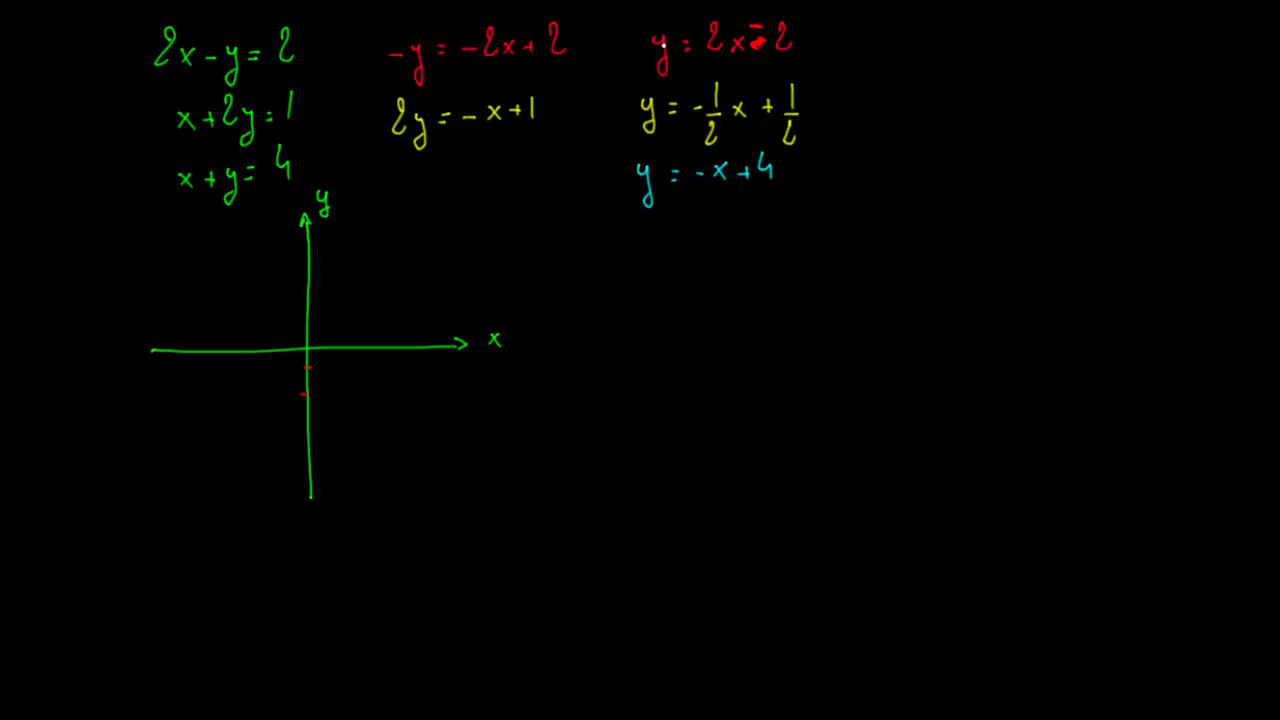 2x - y = 2 -y = -2x + 2 y = 2x - 2
x + 2y = 1 2y = -x + 1 y = -1/2 x + 1/2
x + y = 4 y = -x + 4
y
x